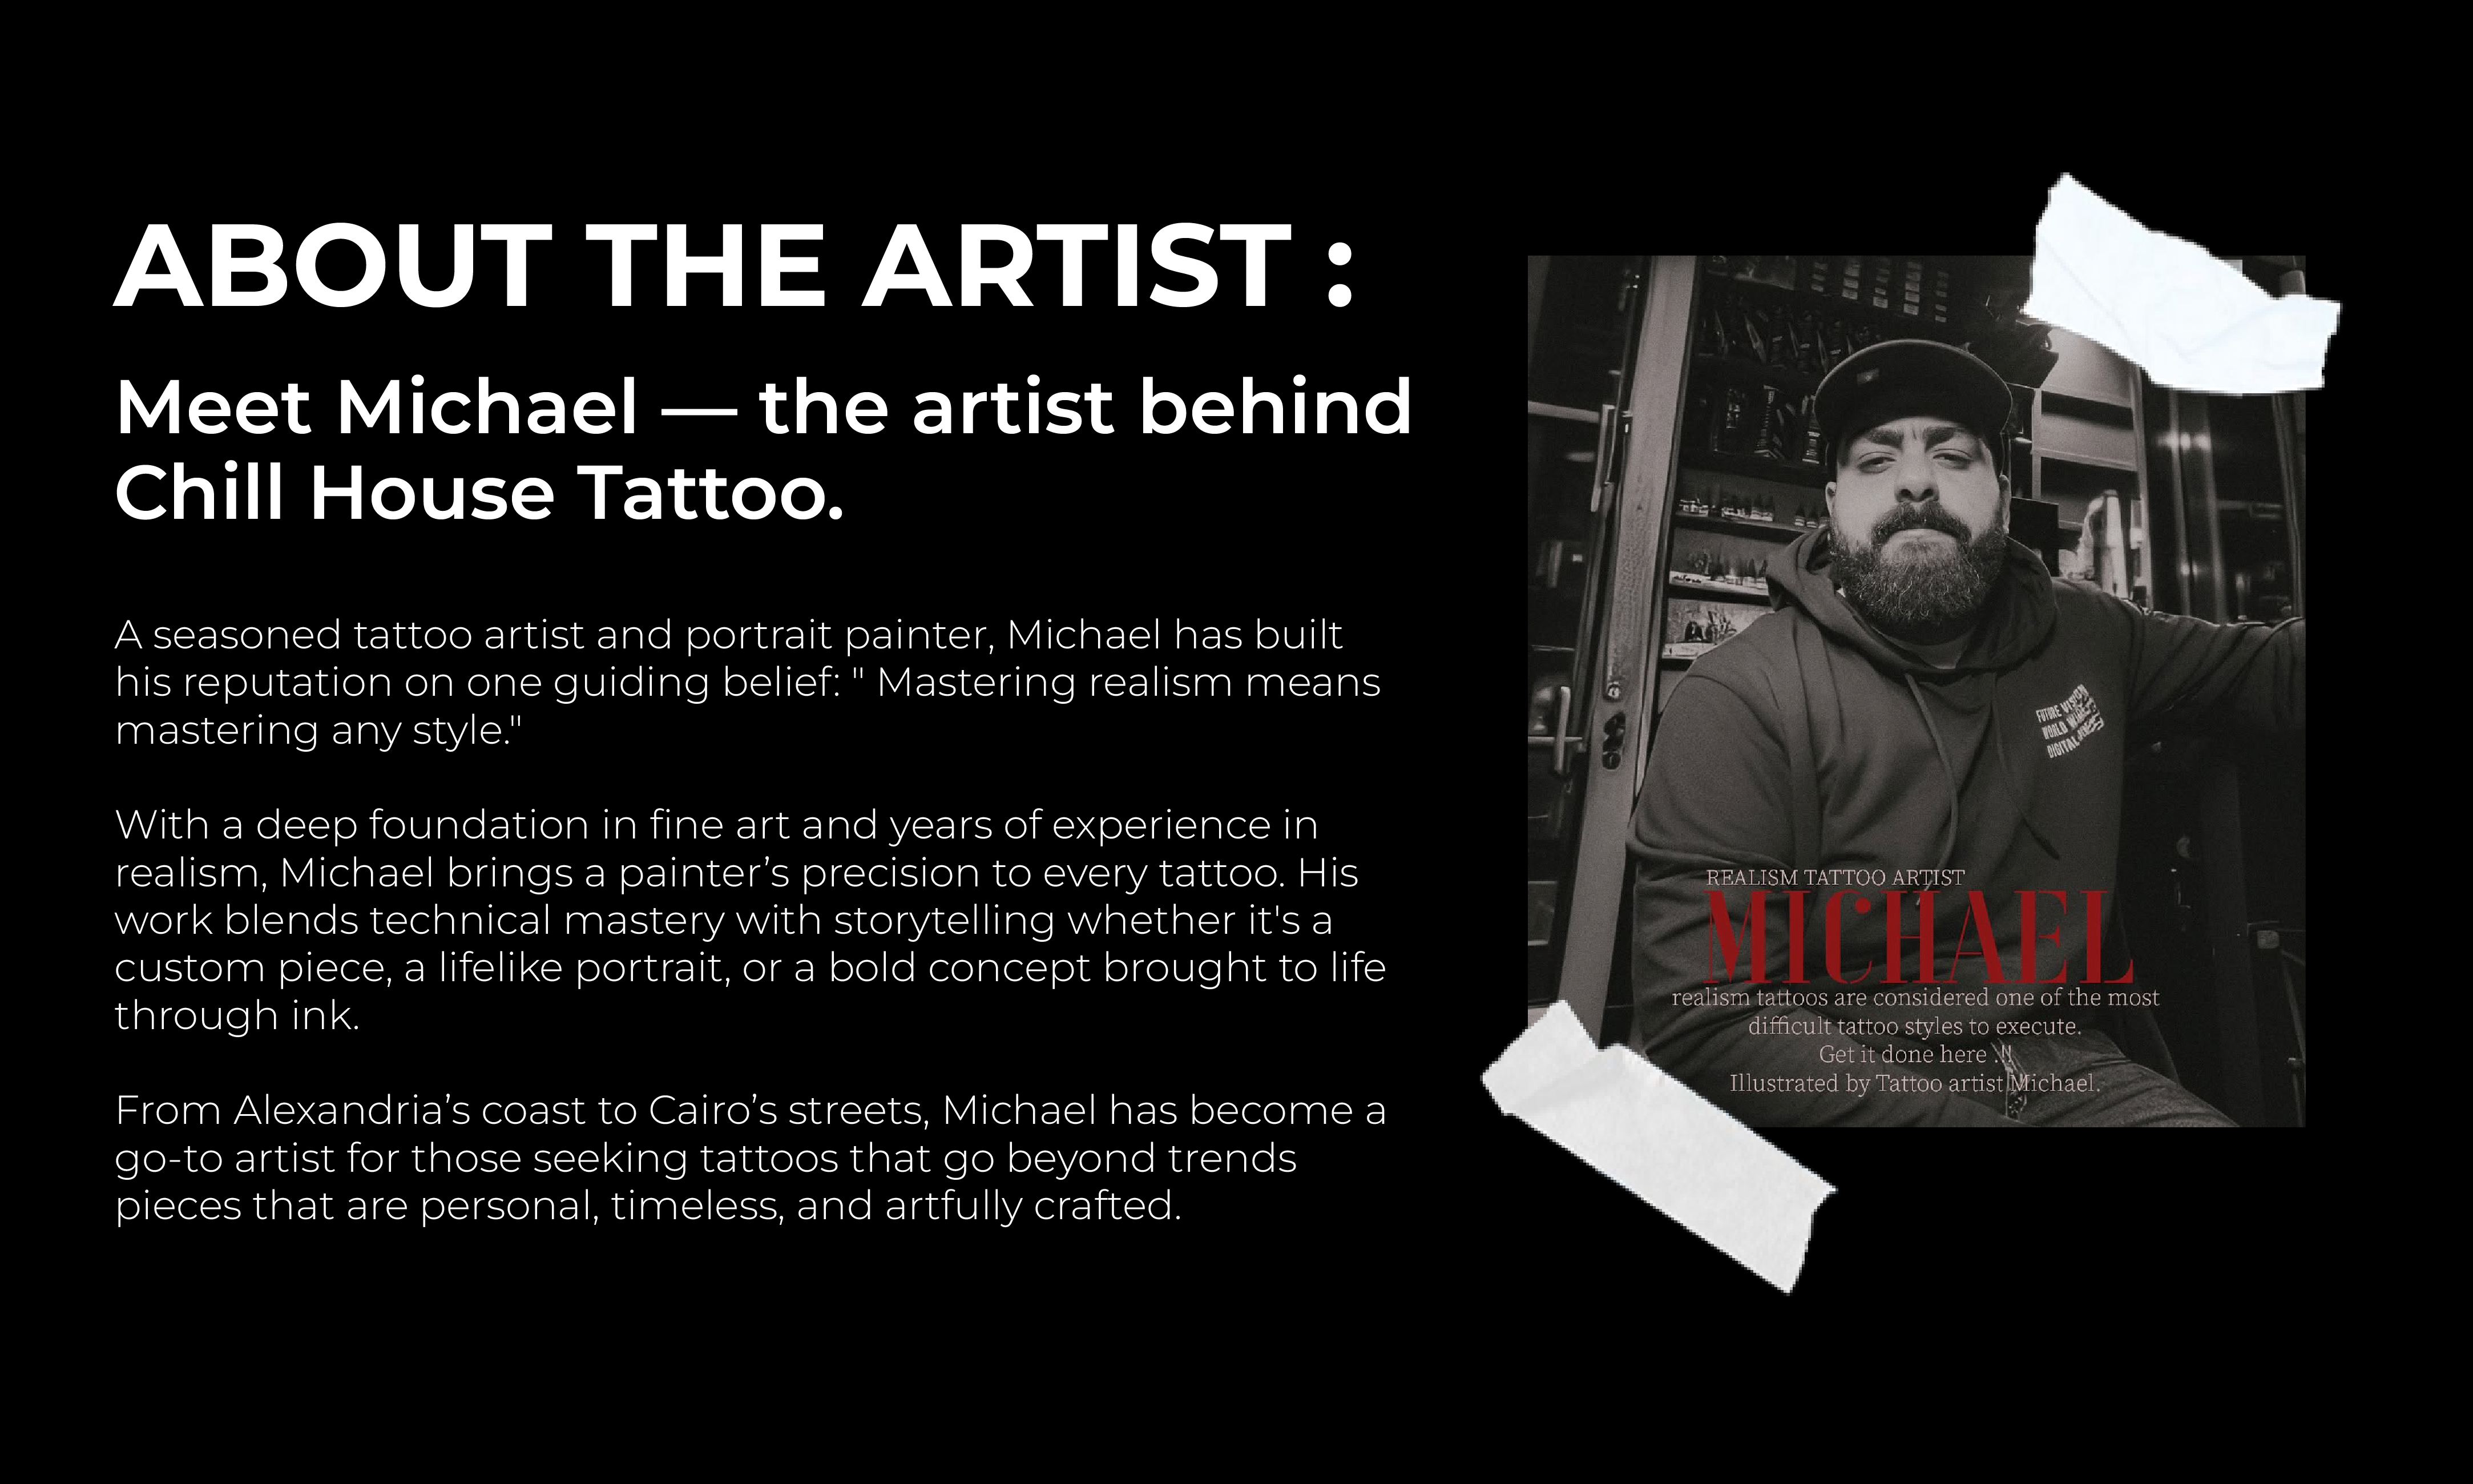 ABOUT THE ARTIST :
Meet Michael — the artist behind
Chill House Tattoo.
A seasoned tattoo artist and portrait painter, Michael has built
his reputation on one guiding belief: " Mastering realism means
mastering any style."
With a deep foundation in fine art and years of experience in
realism, Michael brings a painter’s precision to every tattoo. His
work blends technical mastery with storytelling whether it's a
custom piece, a lifelike portrait, or a bold concept brought to life
through ink.
From Alexandria’s coast to Cairo’s streets, Michael has become a
go-to artist for those seeking tattoos that go beyond trends
pieces that are personal, timeless, and artfully crafted.
FUTURE
WORLD
DIGITAL
REALISM TATTOO ARTIST
MICHAEL
realism tattoos are considered one of the most
difficult tattoo styles to execute.
Get it done here .!!
Illustrated by Tattoo artist Michael.